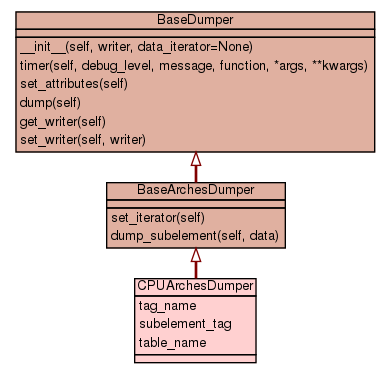 BaseDumper
__init__(self, writer, data_iterator=None)
timer(self, debug_level, message, function, *args, **kwargs)
set_attributes(self)
dump(self)
get_writer(self)
set_writer(self, writer)
BaseArchesDumper
set_iterator(self)
dump_subelement(self, data)
CPUArchesDumper
tag_name
subelement_tag
table_name